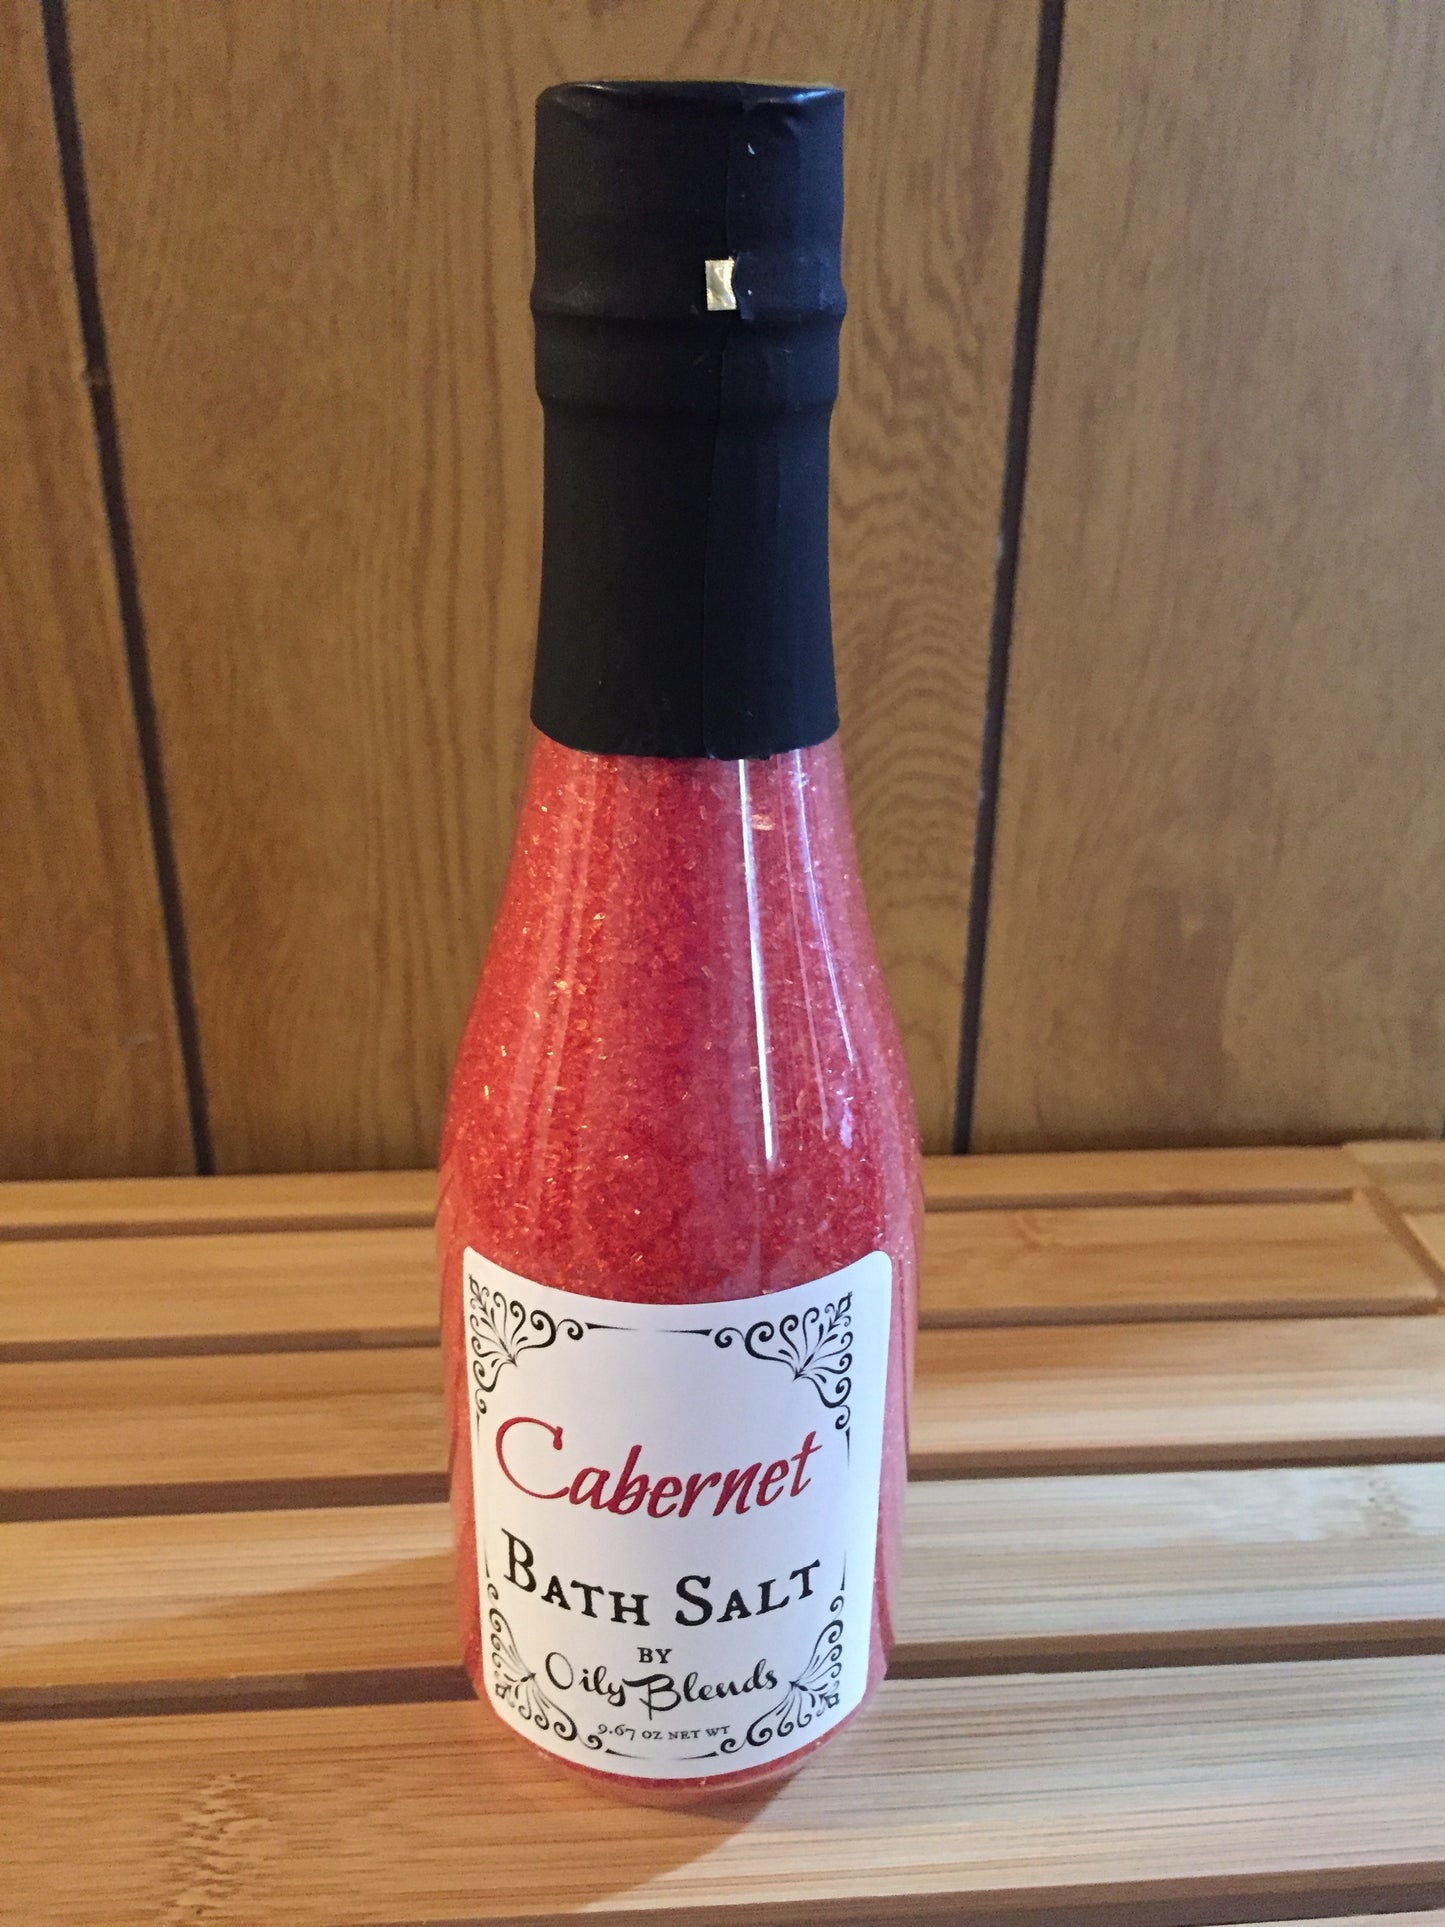 Cabernet
Bath Salt
by
Oily Blends
9.67 oz net wt